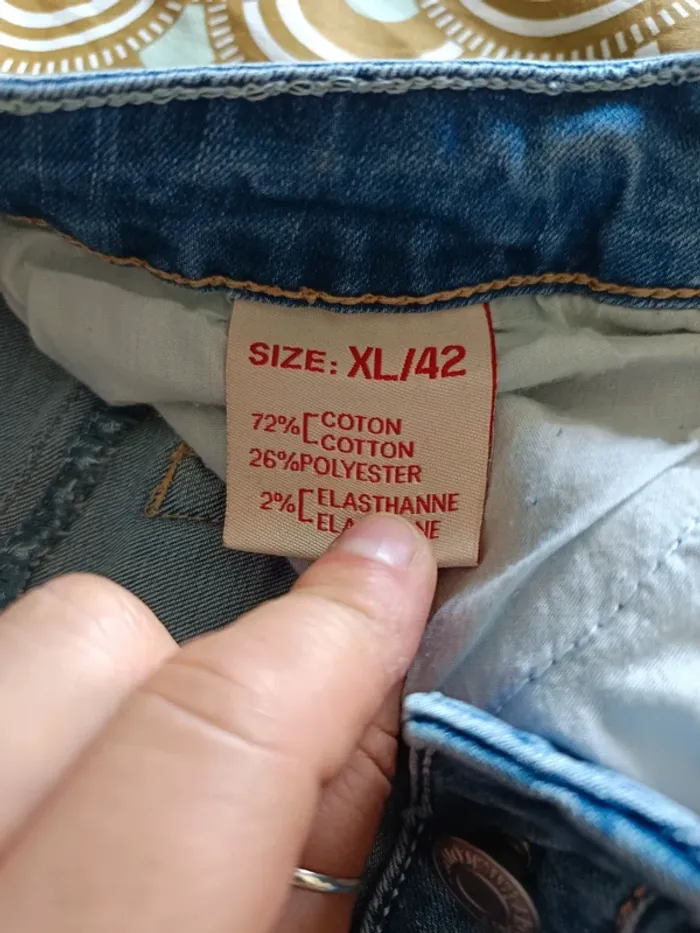 SIZE: XL/42
72% COTON
COTTON
26% POLYESTER
2% ELASTHANNE